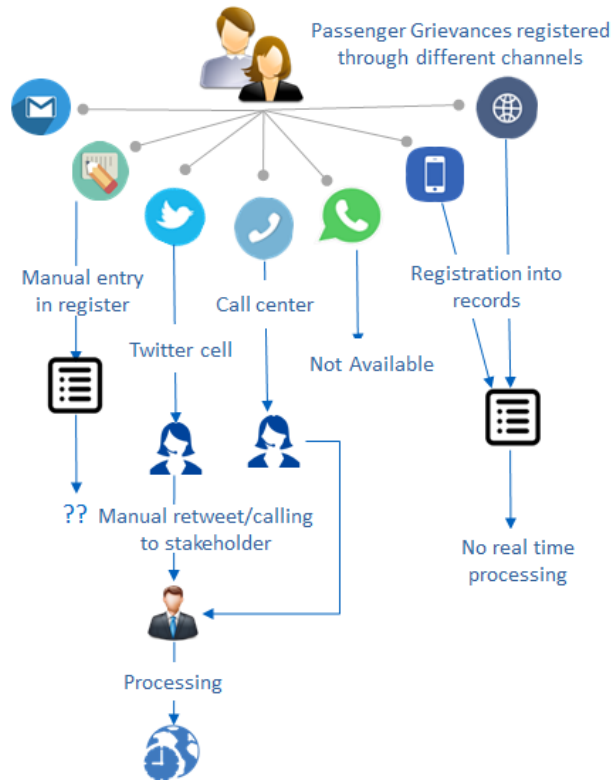 Passenger Grievances registered
through different channels
Manual entry
in register
Call center
Registration into
records
Twitter cell
Not Available
??
Manual retweet/calling
to stakeholder
No real time
processing
Processing